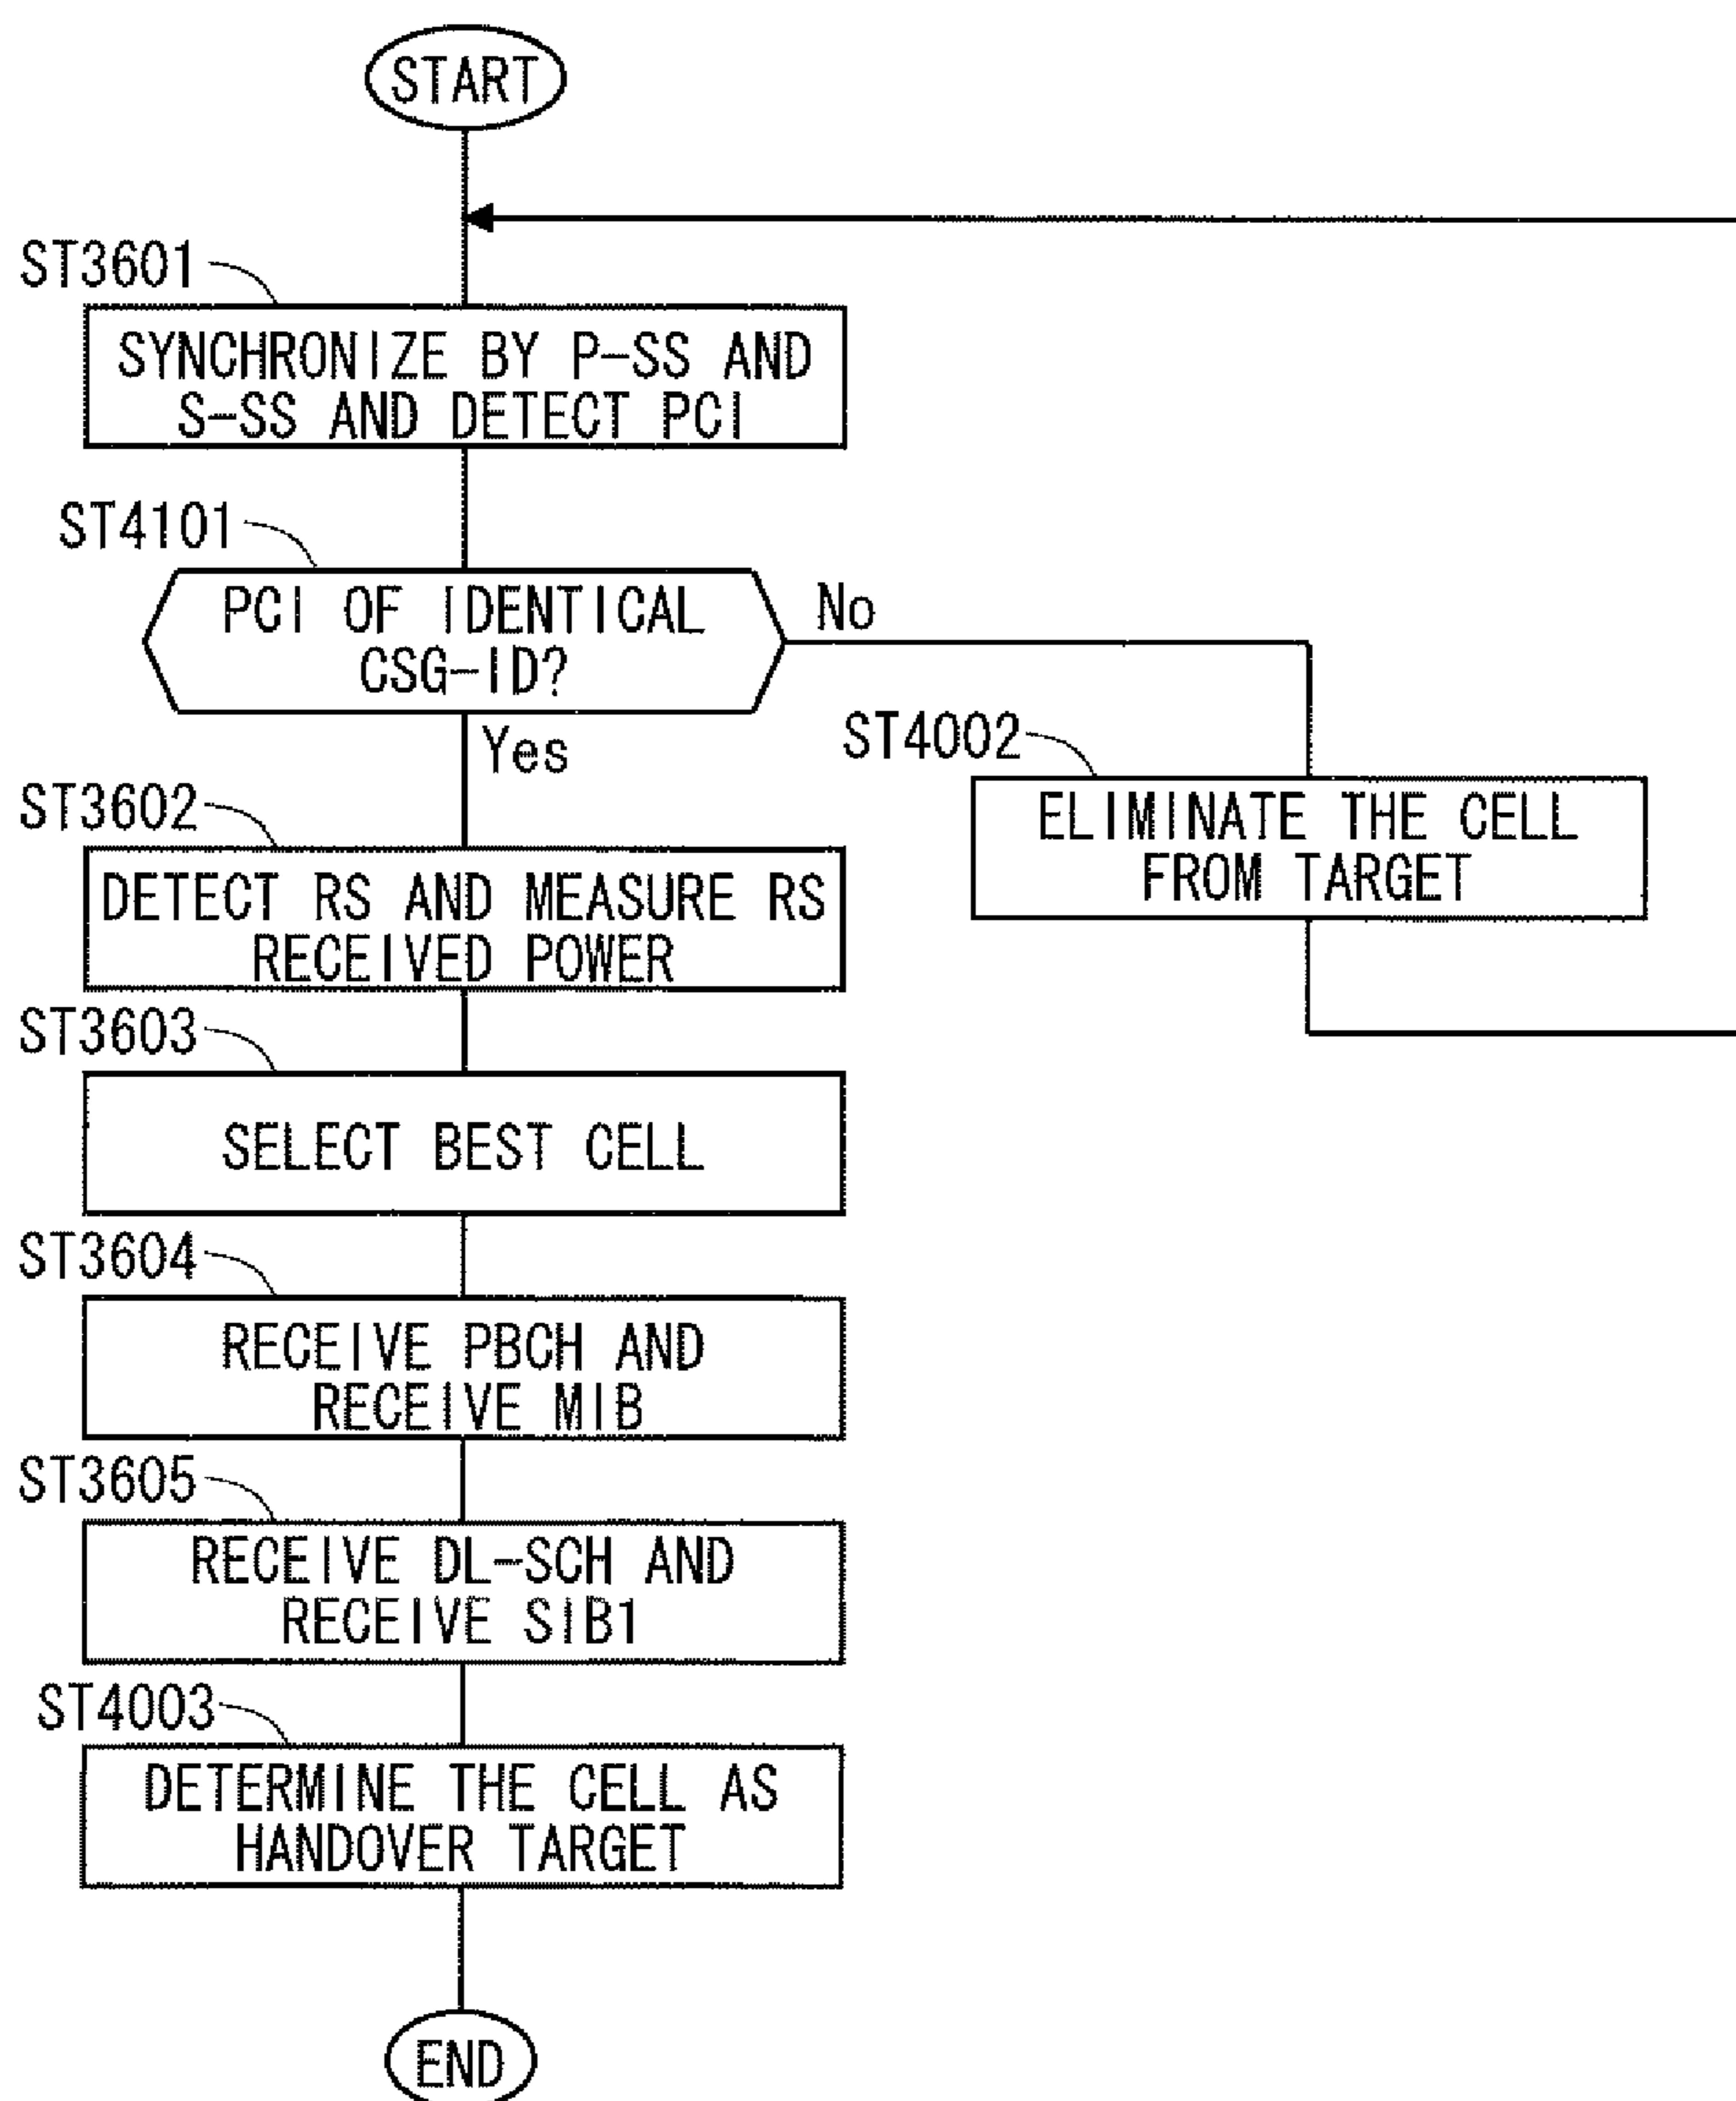 START
ST3601
SYNCHRONIZE BY P-SS AND
S-SS AND DETECT PCI
ST4101
PCI OF IDENTICAL
CSG-ID?
No
Yes
ST4002
ELIMINATE THE CELL
FROM TARGET
ST3602
DETECT RS AND MEASURE RS
RECEIVED POWER
ST3603
SELECT BEST CELL
ST3604
RECEIVE PBCH AND
RECEIVE MIB
ST3605
RECEIVE DL-SCH AND
RECEIVE SIB1
ST4003
DETERMINE THE CELL AS
HANDOVER TARGET
END